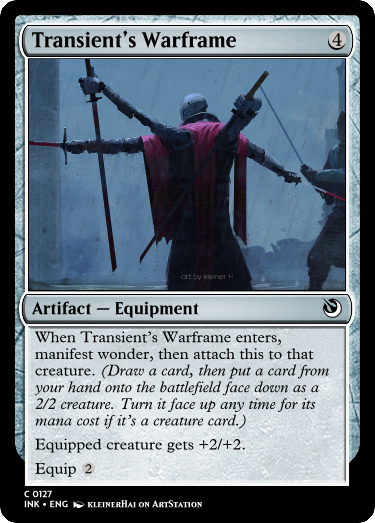 Transient's Warframe 4
art by kleiner H
Artifact — Equipment
When Transient's Warframe enters,
manifest wonder, then attach this to that
creature. (Draw a card, then put a card from
your hand onto the battlefield face down as a
2/2 creature. Turn it face up any time for its
mana cost if it's a creature card.)
Equipped creature gets +2/+2.
Equip 2
C 0127
INK • ENG KLEINERHAI ON ARTSTATION